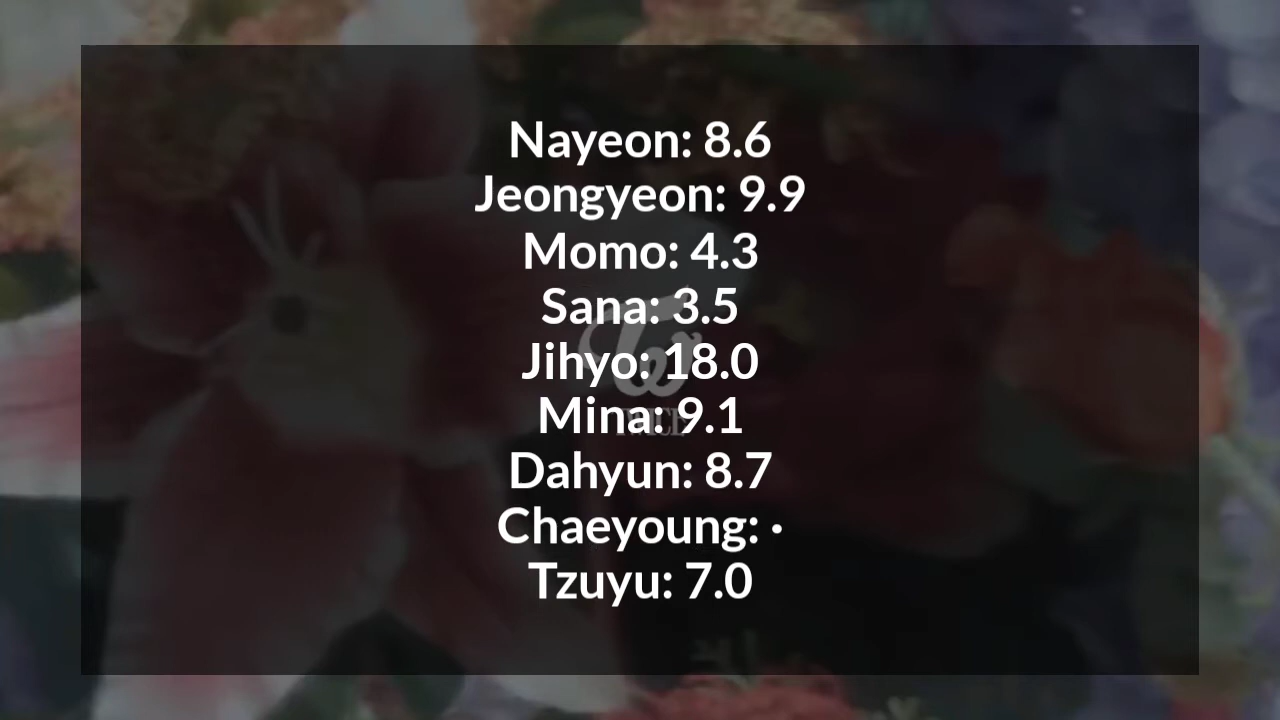 Nayeon: 8.6
Jeongyeon: 9.9
Momo: 4.3
Sana: 3.5
Jihyo: 18.0
Mina: 9.1
Dahyun: 8.7
Chaeyoung: ·
Tzuyu: 7.0
TWICE